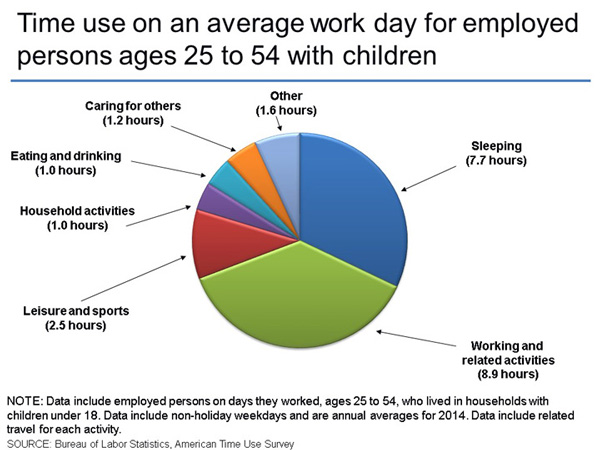 Time use on an average work day for employed
persons ages 25 to 54 with children
Other
(1.6 hours)
Caring for others
(1.2 hours)
Sleeping
(7.7 hours)
Eating and drinking
(1.0 hours)
Household activities
(1.0 hours)
Leisure and sports
(2.5 hours)
Working and
related activities
(8.9 hours)
NOTE: Data include employed persons on days they worked, ages 25 to 54, who lived in households with
children under 18. Data include non-holiday weekdays and are annual averages for 2014. Data include related
travel for each activity.
SOURCE: Bureau of Labor Statistics, American Time Use Survey